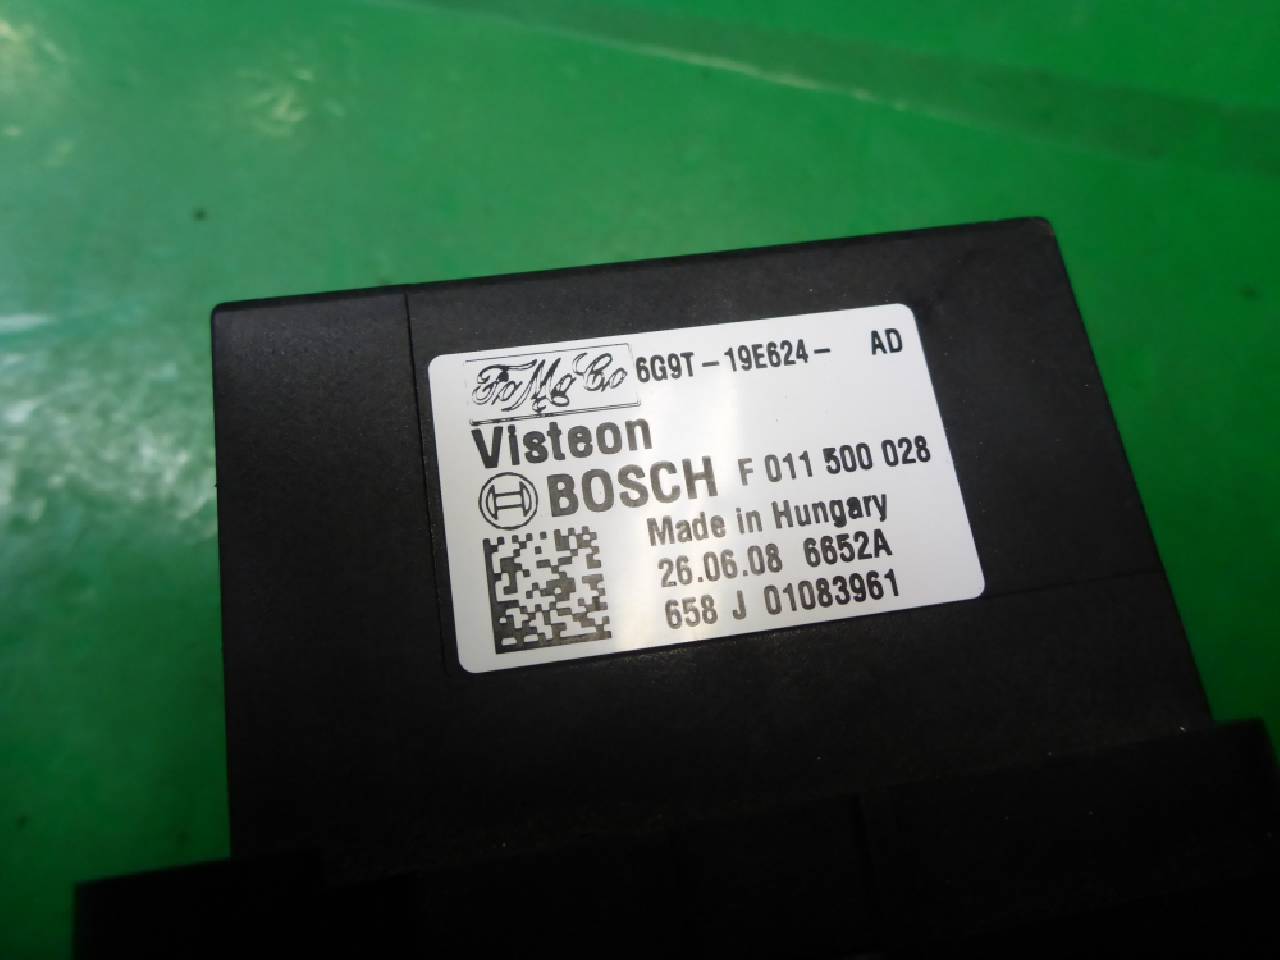 FoMoCo 6G9T-19E624- AD
Visteon
BOSCH F 011 500 028
Made in Hungary
26.06.08 6652A
658 J 01083961